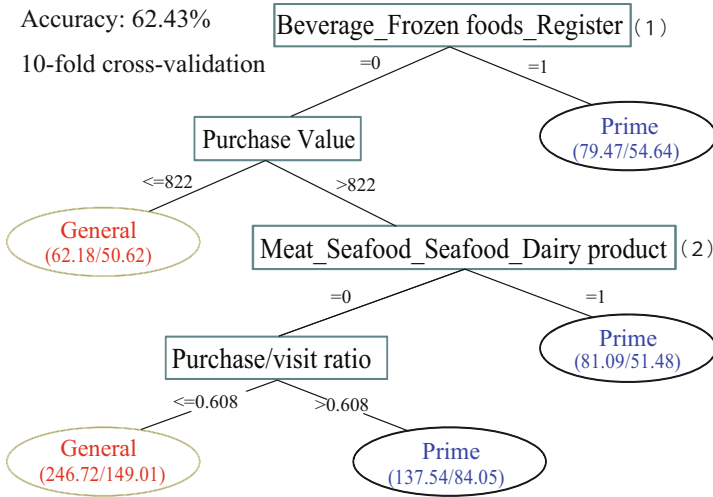 Accuracy: 62.43%
10-fold cross-validation
Beverage_Frozen foods_Register (1)
=0
=1
Purchase Value
Prime
(79.47/54.64)
<=822
>822
General
(62.18/50.62)
Meat_Seafood_Seafood_Dairy product (2)
=0
=1
Purchase/visit ratio
Prime
(81.09/51.48)
<=0.608
>0.608
General
(246.72/149.01)
Prime
(137.54/84.05)